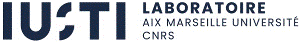 IUSTI
LABORATOIRE
AIX MARSEILLE UNIVERSITÉ
CNRS